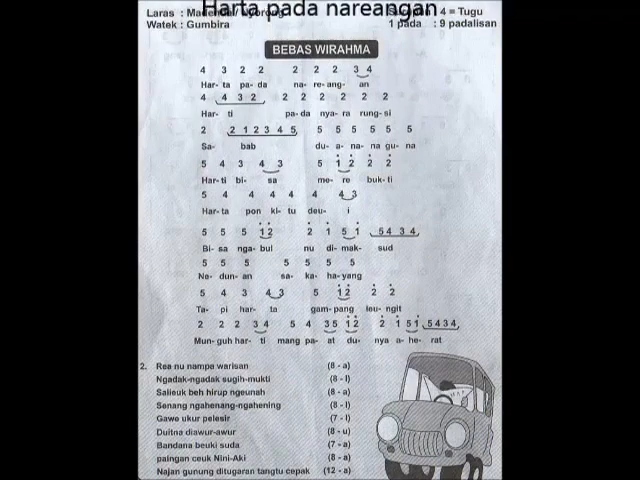 Harta pada nareangan
Laras : Madenda/ Nyorong 4 = Tugu
Watek : Gumbira 1 pada : 9 padalisan
BEBAS WIRAHMA
4 3 2 2 2 2 2 3 4
Har- ta pa- da na- re- ang- an
4 4 3 2 2 2 2 2 2 2
Har- ti pa- da nya- ra rung- si
2 2 1 2 3 4 5 5 5 5 5 5 5
Sa- bab du- a- na- na gu- na
5 4 3 4 3 5 1 2 2 2
Har- ti bi- sa me- re buk- ti
5 4 4 4 4 4 4 3
Har- ta pon ki- tu deu- i
5 5 5 1 2 2 1 5 1 5 4 3 4
Bi- sa nga- bul nu di- mak- sud
5 5 5 5 5 5 5
Ne- dun- an sa- ka- ha- yang
5 4 3 4 3 5 1 2 2 2
Ta- pi har- ta gam- pang leu- ngit
2 2 2 3 4 5 4 3 5 1 2 2 1 5 1 5 4 3 4
Mun- guh har- ti mang pa- at du- nya a- he- rat
2. Rea nu nampa warisan (8 - a)
Ngadak-ngadak sugih-mukti (8 - i)
Salieuk beh hirup ngeunah (8 - a)
Senang ngahenang-ngahening (8 - i)
Gawe ukur pelesir (7 - i)
Duitna diawur-awur (8 - u)
Bandana beuki suda (7 - a)
paingan ceuk Nini-Aki (8 - a)
Najan gunung ditugaran tangtu cepak (12 - a)